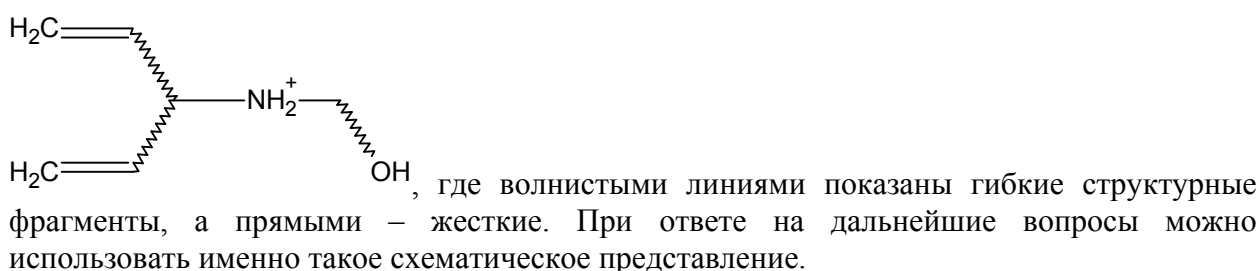 H₂C
NH₂⁺
H₂C
OH, где волнистыми линиями показаны гибкие структурные
фрагменты, а прямыми – жесткие. При ответе на дальнейшие вопросы можно
использовать именно такое схематическое представление.